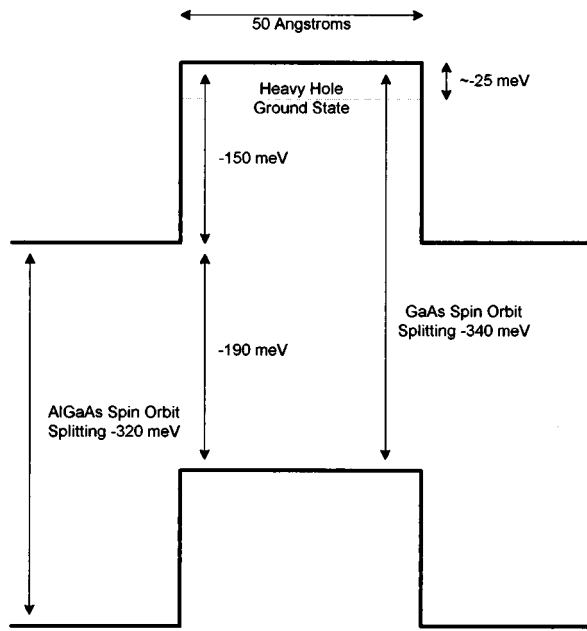 50 Angstroms
~-25 meV
Heavy Hole
Ground State
-150 meV
GaAs Spin Orbit
Splitting -340 meV
-190 meV
AlGaAs Spin Orbit
Splitting -320 meV